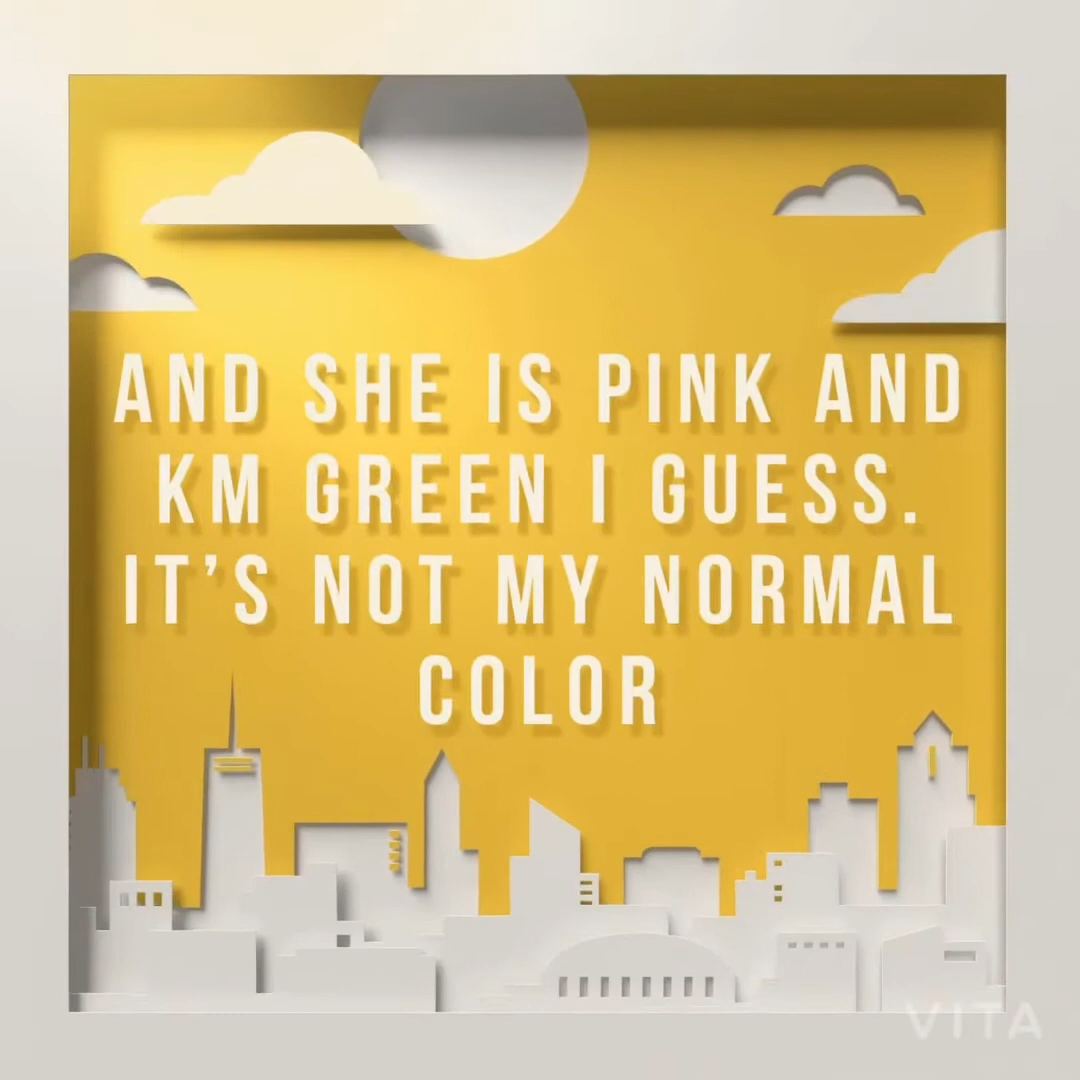 AND SHE IS PINK AND
KM GREEN I GUESS.
IT'S NOT MY NORMAL
COLOR
VITA